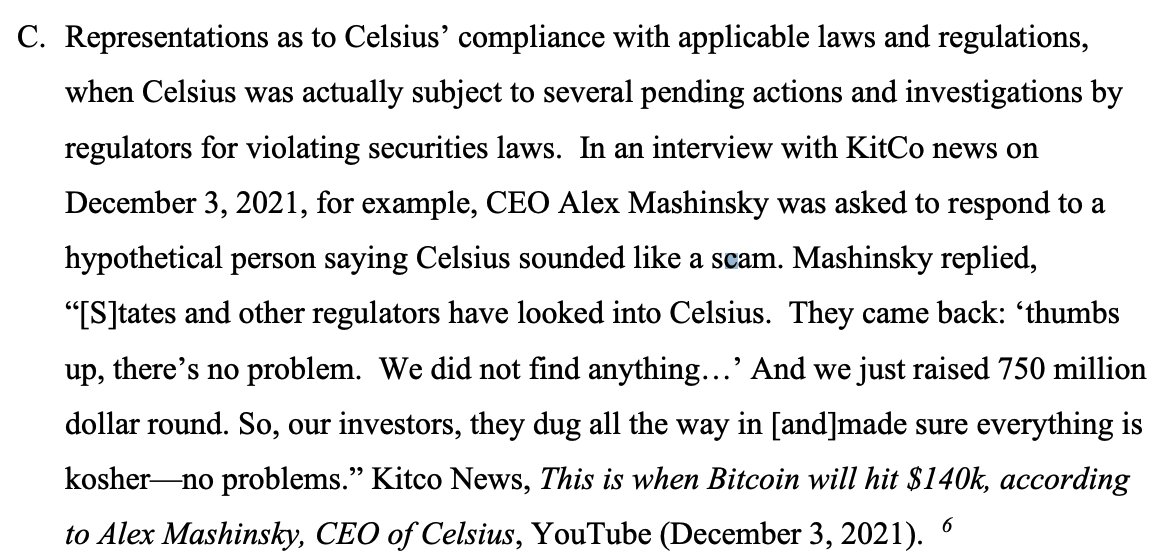 C. Representations as to Celsius’ compliance with applicable laws and regulations,
when Celsius was actually subject to several pending actions and investigations by
regulators for violating securities laws.  In an interview with KitCo news on
December 3, 2021, for example, CEO Alex Mashinsky was asked to respond to a
hypothetical person saying Celsius sounded like a scam. Mashinsky replied,
“[S]tates and other regulators have looked into Celsius.  They came back: ‘thumbs
up, there’s no problem.  We did not find anything…’ And we just raised 750 million
dollar round. So, our investors, they dug all the way in [and]made sure everything is
kosher—no problems.” Kitco News, This is when Bitcoin will hit $140k, according
to Alex Mashinsky, CEO of Celsius, YouTube (December 3, 2021). 6